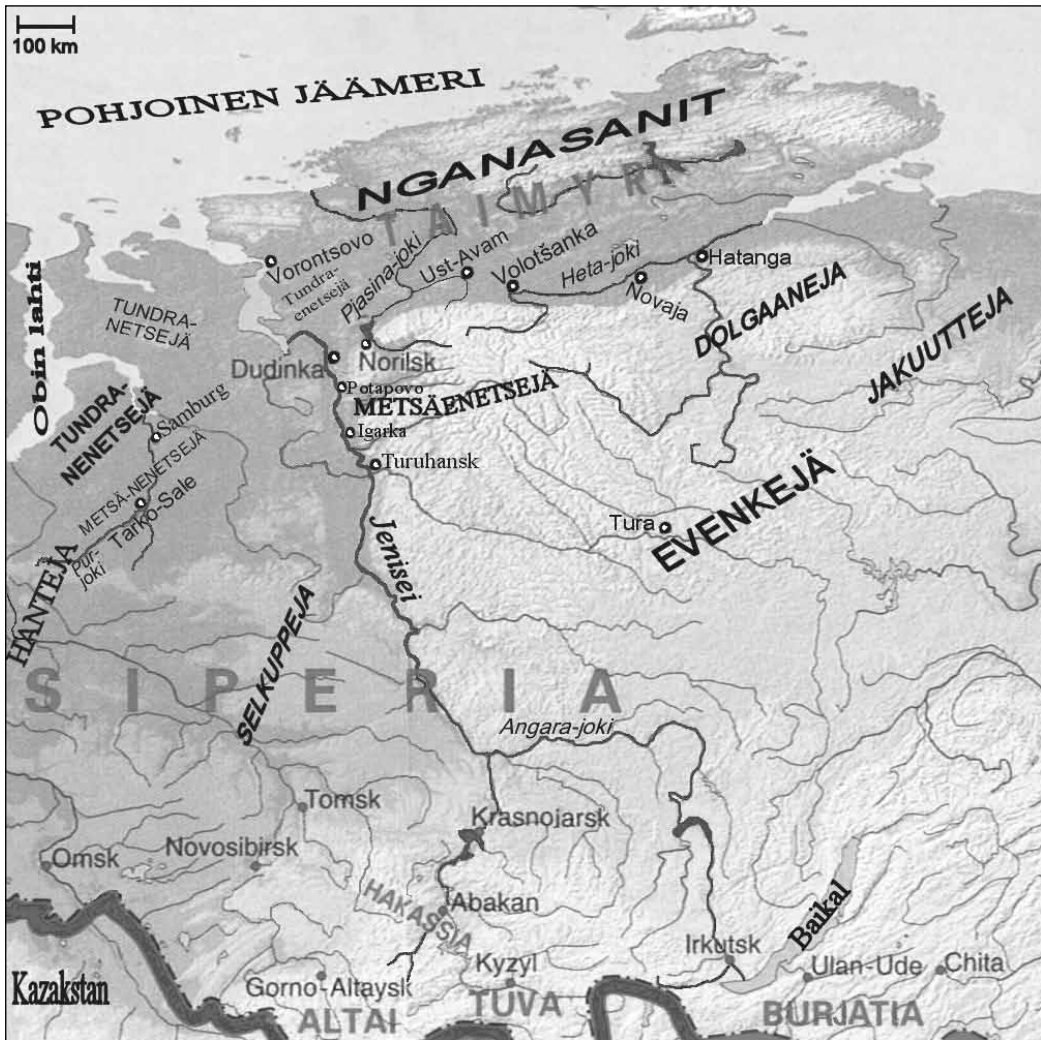 100 km
POHJOINEN JÄÄMERI
NGANASANIT
TAIMYR
Vorontsovo
Tundra-
enetsejä
Pjasina-joki
Ust-Avam
Volotšanka
Heta-joki
Novaja
Hatanga
DOLGAANEJA
JAKUUTTEJA
Obin lahti
TUNDRA-
NETSEJÄ
Dudinka
Norilsk
Potapovo
METSÄENETSEJÄ
Igarka
Turuhansk
TUNDRA-
NENETSEJÄ
Samburg
METSÄ-NENETSEJÄ
Tarko-Sale
Pur-
joki
HANTEJA
Jenisei
Tura
EVENKEJÄ
SELKUPPEJA
SIPERIA
Angara-joki
Tomsk
Krasnojarsk
Novosibirsk
Omsk
HAKASSIA
Abakan
Baikal
Irkutsk
Kazakstan
Gorno-Altaysk
Kyzyl
Ulan-Ude
Chita
ALTAI
TUVA
BURJATIA